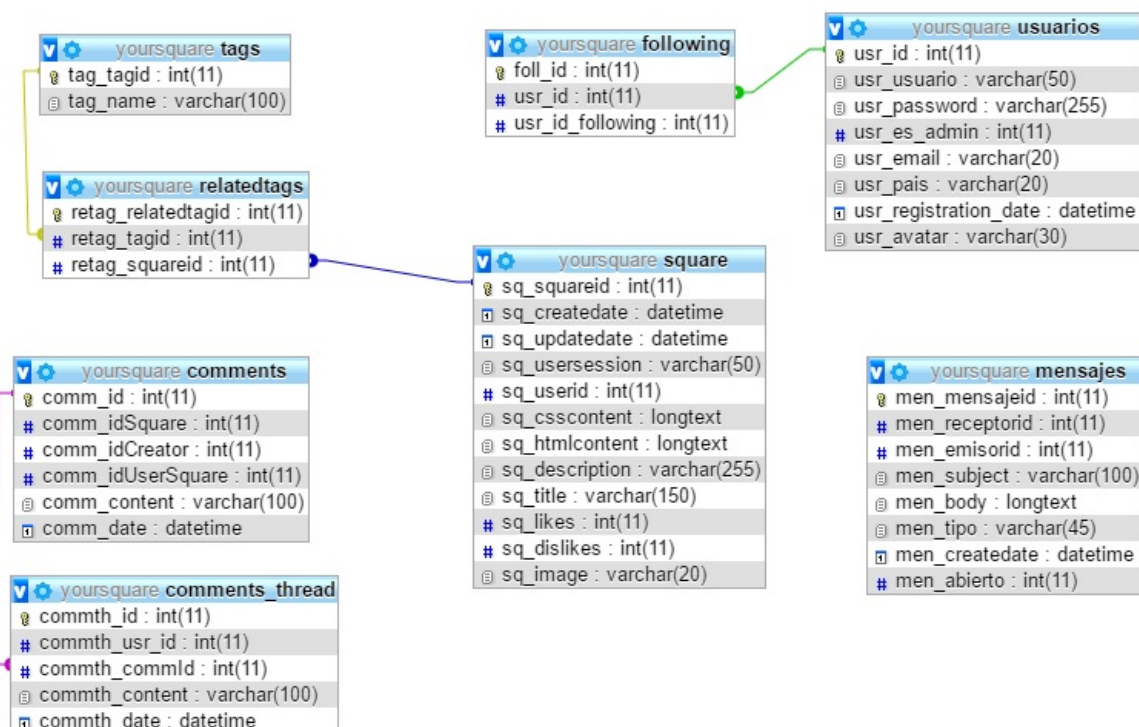 yoursquare tags
tag_tagid : int(11)
tag_name : varchar(100)
yoursquare following
foll_id : int(11)
usr_id : int(11)
usr_id_following : int(11)
yoursquare usuarios
usr_id : int(11)
usr_usuario : varchar(50)
usr_password : varchar(255)
usr_es_admin : int(11)
usr_email : varchar(20)
usr_pais : varchar(20)
usr_registration_date : datetime
usr_avatar : varchar(30)
yoursquare relatedtags
retag_relatedtagid : int(11)
retag_tagid : int(11)
retag_squareid : int(11)
yoursquare square
sq_squareid : int(11)
sq_createdate : datetime
sq_updatedate : datetime
sq_usersession : varchar(50)
sq_userid : int(11)
sq_csscontent : longtext
sq_htmlcontent : longtext
sq_description : varchar(255)
sq_title : varchar(150)
sq_likes : int(11)
sq_dislikes : int(11)
sq_image : varchar(20)
yoursquare comments
comm_id : int(11)
comm_idSquare : int(11)
comm_idCreator : int(11)
comm_idUserSquare : int(11)
comm_content : varchar(100)
comm_date : datetime
yoursquare mensajes
men_mensajeid : int(11)
men_receptorid : int(11)
men_emisorid : int(11)
men_subject : varchar(100)
men_body : longtext
men_tipo : varchar(45)
men_createdate : datetime
men_abierto : int(11)
yoursquare comments_thread
commth_id : int(11)
commth_usr_id : int(11)
commth_commId : int(11)
commth_content : varchar(100)
commth_date : datetime